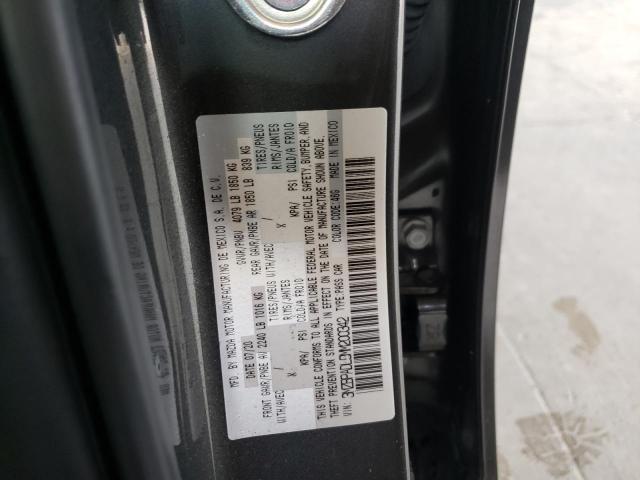 MFD. BY MAZDA MOTOR MANUFACTURING DE MEXICO S.A. DE C.V.
DATE 07/20 GVWR/PNBV 4079 LB 1850 KG
FRONT GAWR/PNBE AV 2240 LB 1016 KG REAR GAWR/PNBE AR 1850 LB 839 KG
TIRES/PNEUS TIRES/PNEUS
WITH/AVEC RIMS/JANTES WITH/AVEC RIMS/JANTES
X KPA/ PSI COLD/A FROID X KPA/ PSI COLD/A FROID
THIS VEHICLE CONFORMS TO ALL APPLICABLE FEDERAL MOTOR VEHICLE SAFETY, BUMPER, AND
THEFT PREVENTION STANDARDS IN EFFECT ON THE DATE OF MANUFACTURE SHOWN ABOVE.
TYPE PASS CAR COLOR CODE:46G MADE IN MEXICO
VIN: